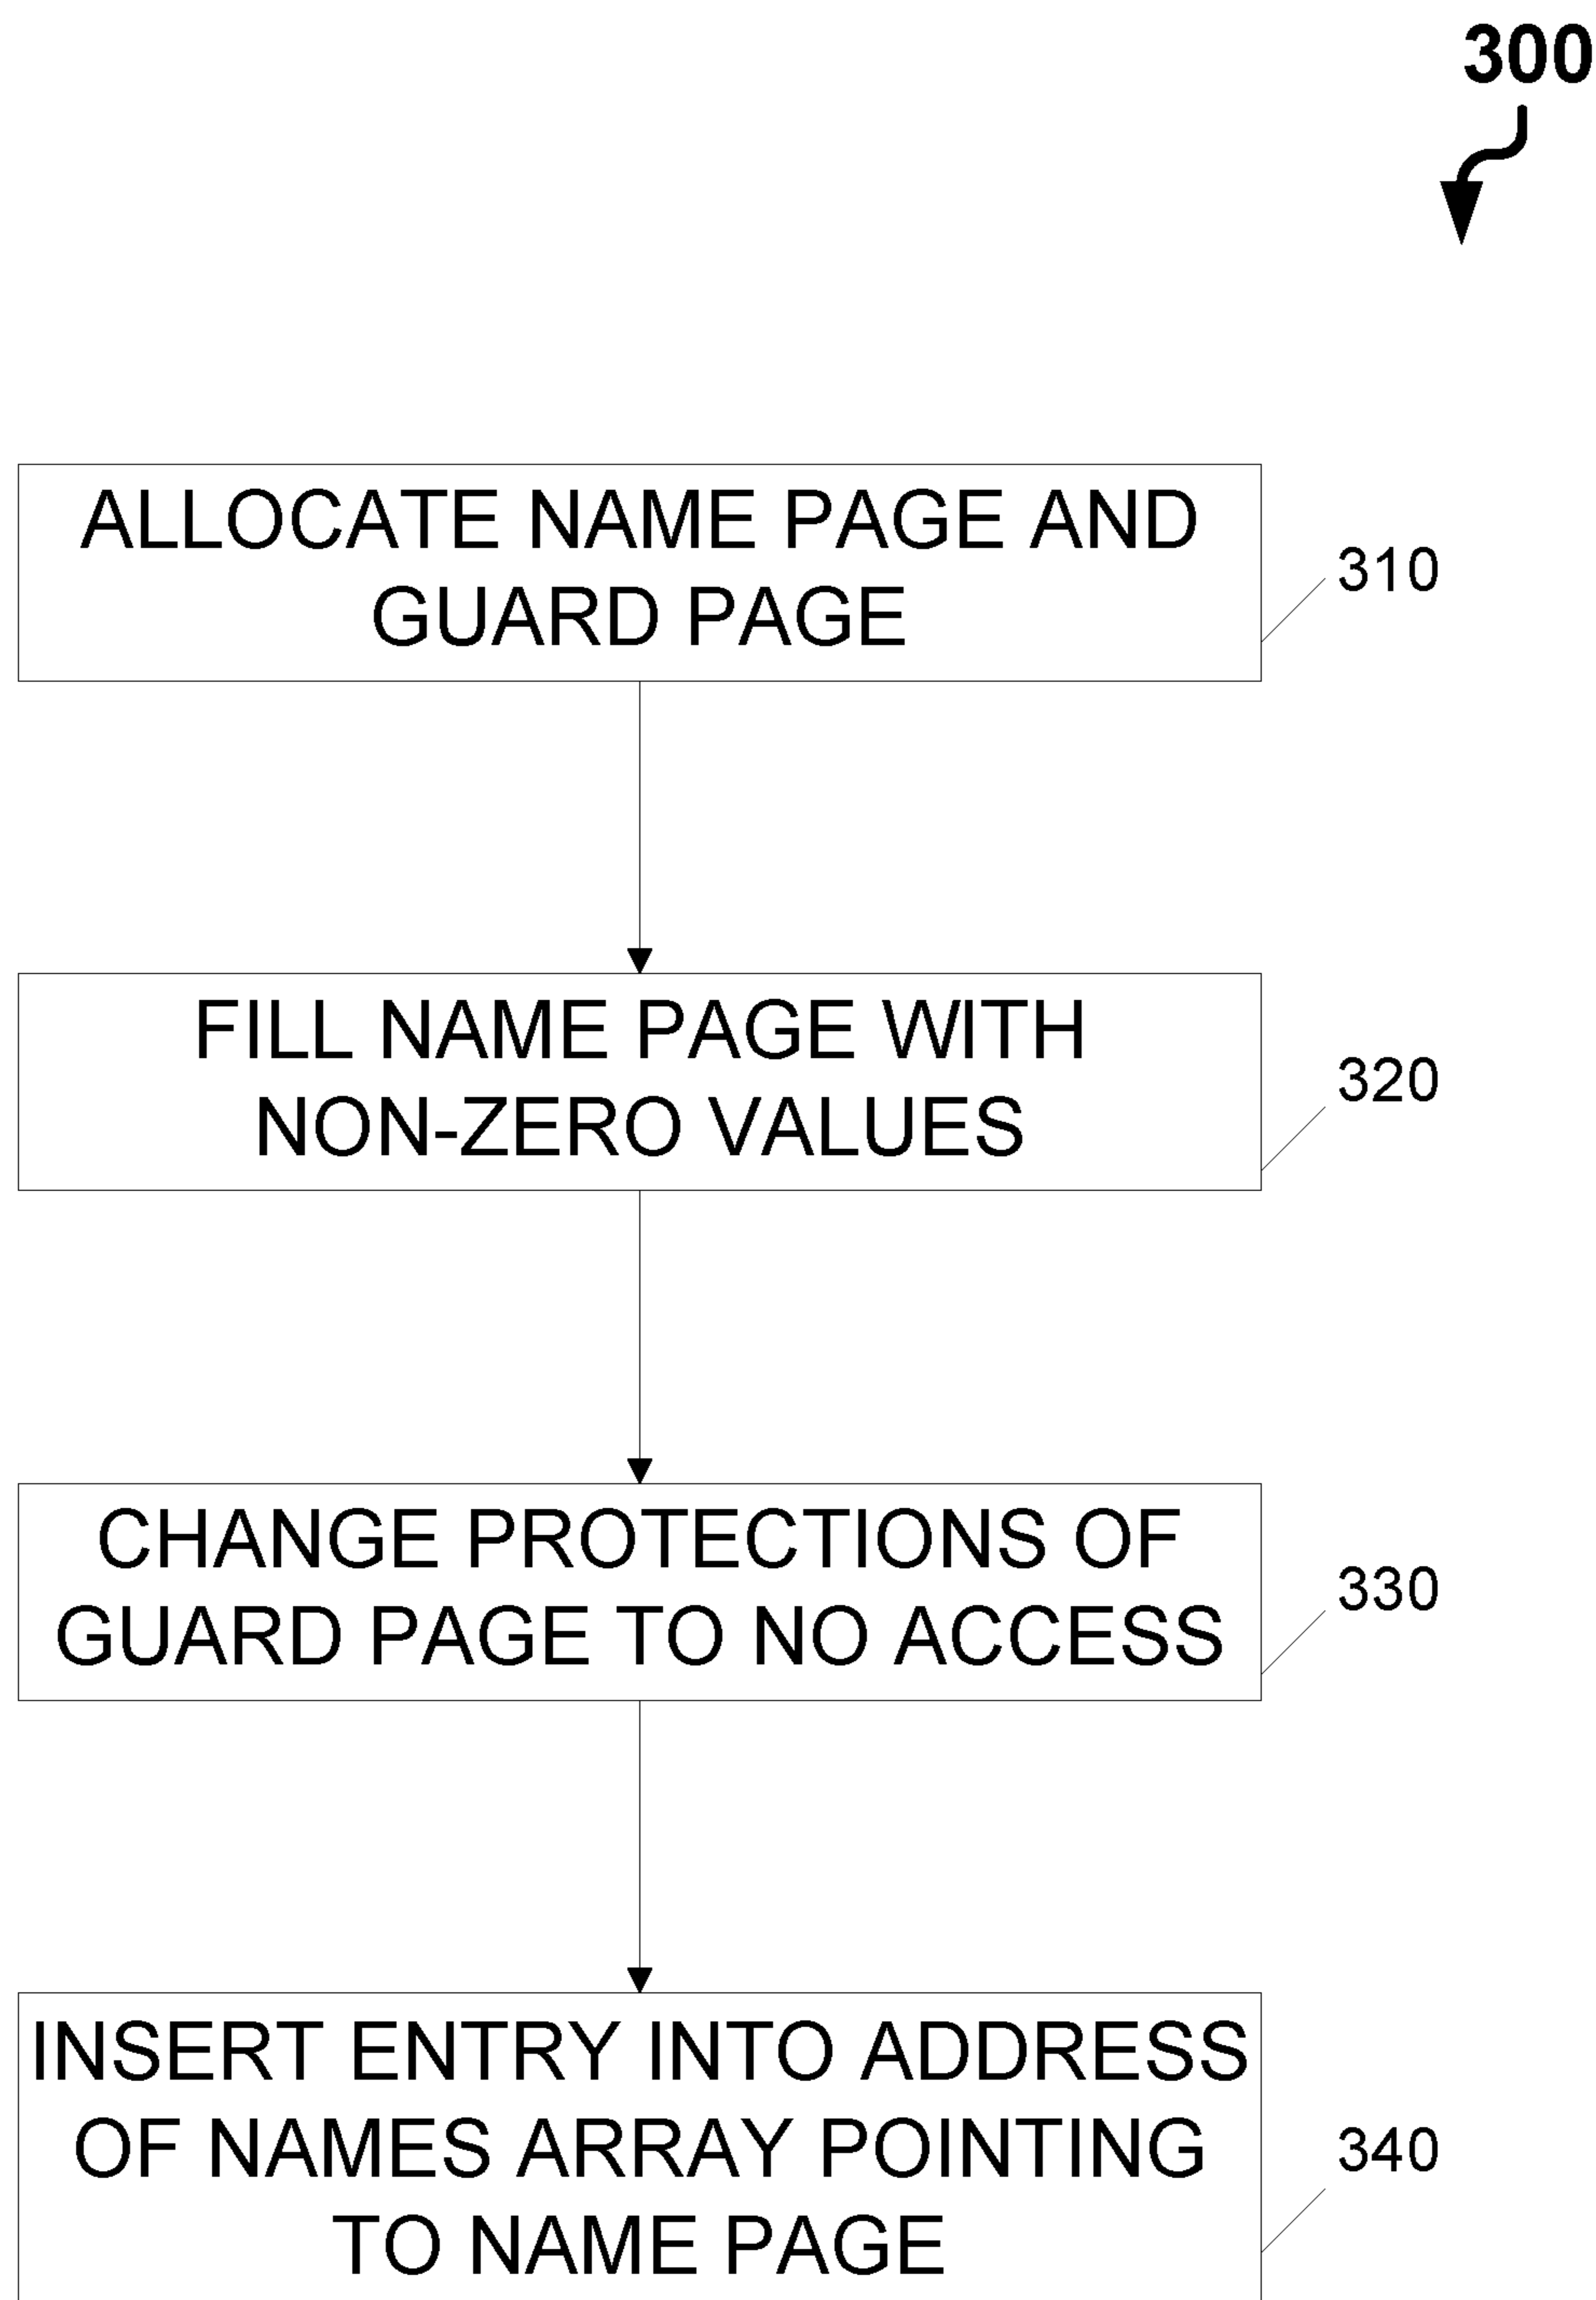 300
ALLOCATE NAME PAGE AND
GUARD PAGE
310
FILL NAME PAGE WITH
NON-ZERO VALUES
320
CHANGE PROTECTIONS OF
GUARD PAGE TO NO ACCESS
330
INSERT ENTRY INTO ADDRESS
OF NAMES ARRAY POINTING
TO NAME PAGE
340